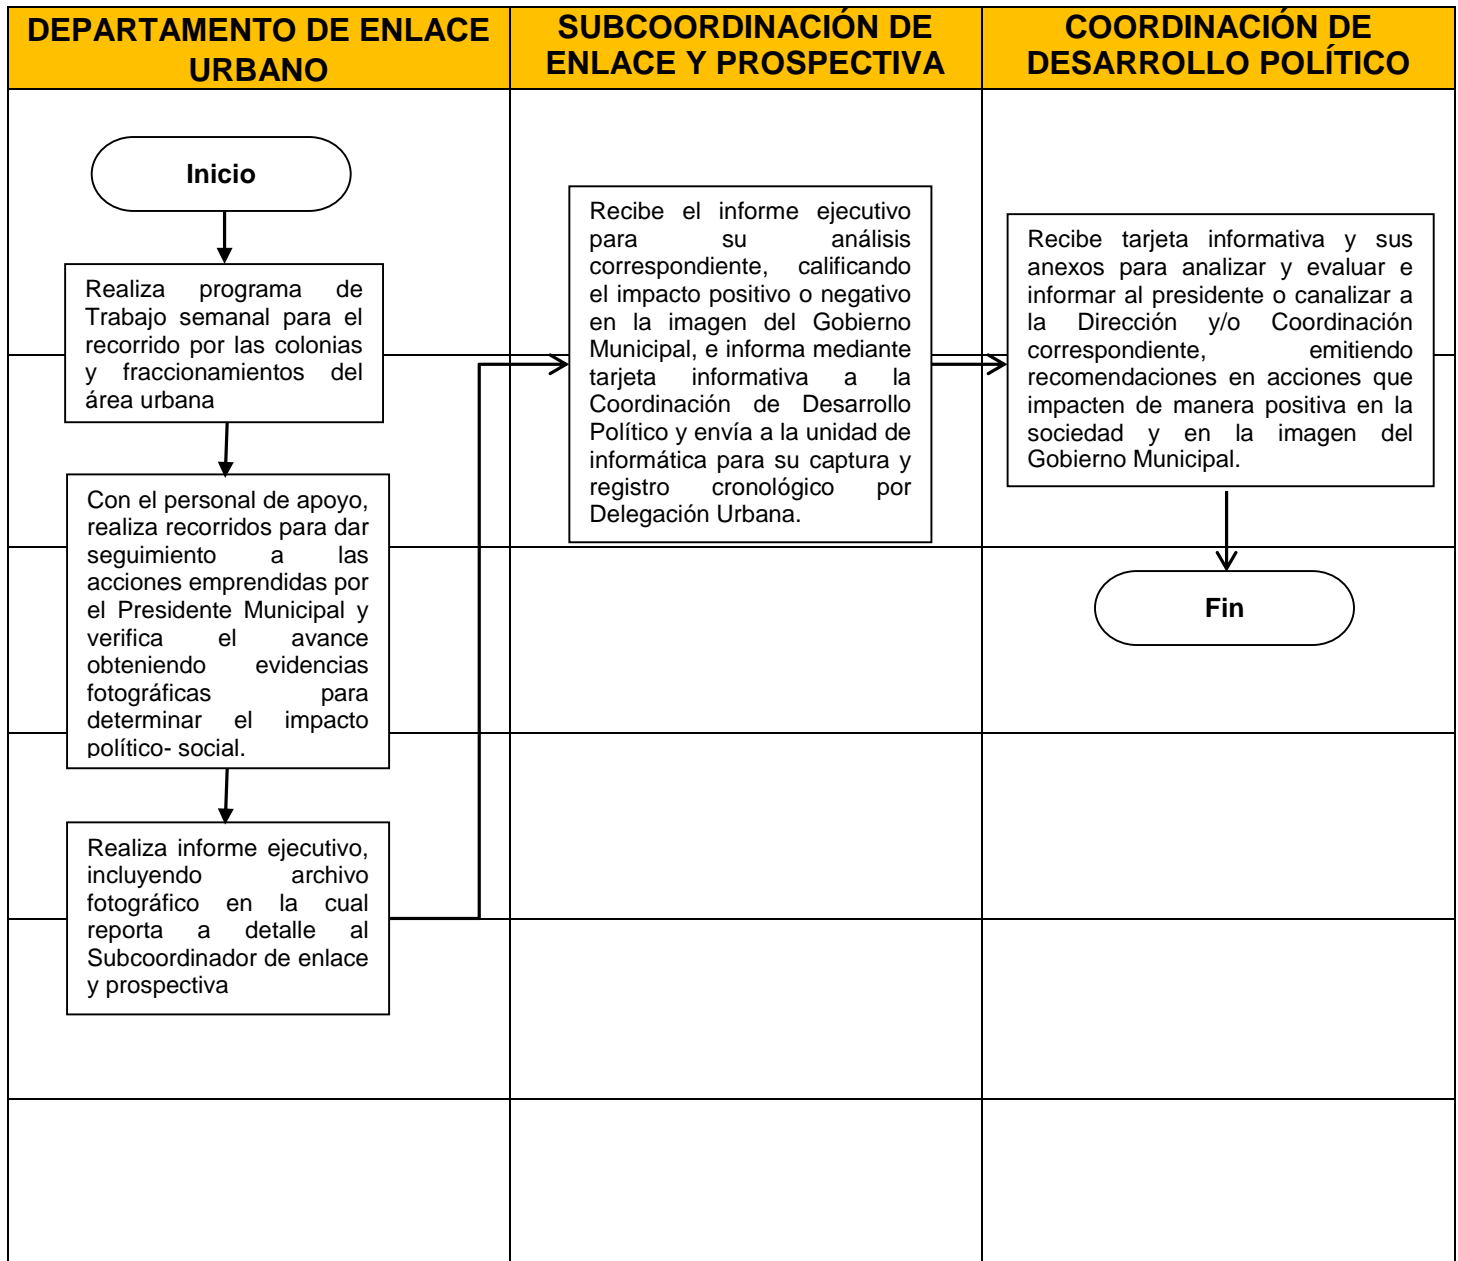 DEPARTAMENTO DE ENLACE
URBANO
SUBCOORDINACIÓN DE
ENLACE Y PROSPECTIVA
COORDINACIÓN DE
DESARROLLO POLÍTICO
Inicio
Realiza programa de
Trabajo semanal para el
recorrido por las colonias
y fraccionamientos del
área urbana
Con el personal de apoyo,
realiza recorridos para dar
seguimiento a las
acciones emprendidas por
el Presidente Municipal y
verifica el avance
obteniendo evidencias
fotográficas para
determinar el impacto
político- social.
Realiza informe ejecutivo,
incluyendo archivo
fotográfico en la cual
reporta a detalle al
Subcoordinador de enlace
y prospectiva
Recibe el informe ejecutivo
para su análisis
correspondiente, calificando
el impacto positivo o negativo
en la imagen del Gobierno
Municipal, e informa mediante
tarjeta informativa a la
Coordinación de Desarrollo
Político y envía a la unidad de
informática para su captura y
registro cronológico por
Delegación Urbana.
Recibe tarjeta informativa y sus
anexos para analizar y evaluar e
informar al presidente o canalizar a
la Dirección y/o Coordinación
correspondiente, emitiendo
recomendaciones en acciones que
impacten de manera positiva en la
sociedad y en la imagen del
Gobierno Municipal.
Fin